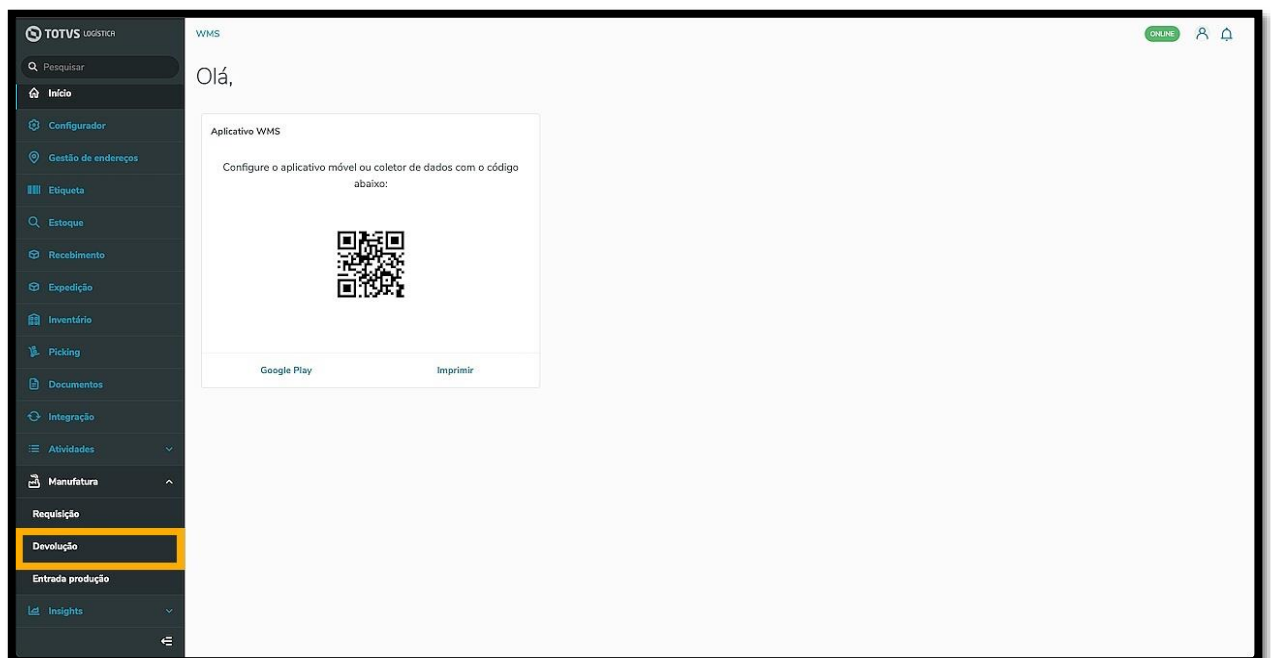 TOTVS LOGÍSTICA
Pesquisar
Início
Configurador
Gestão de endereços
Etiqueta
Estoque
Recebimento
Expedição
Inventário
Picking
Documentos
Integração
Atividades
Manufatura
Requisição
Devolução
Entrada produção
Insights
WMS
ONLINE
Olá,
Aplicativo WMS
Configure o aplicativo móvel ou coletor de dados com o código
abaixo:
Google Play
Imprimir